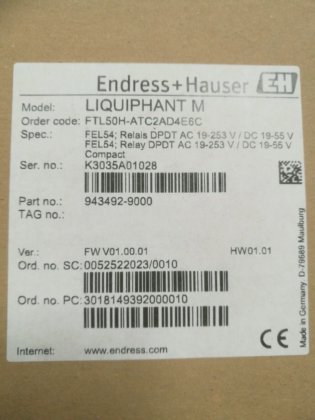 Endress+Hauser EH
Model: LIQUIPHANT M
Order code: FTL50H-ATC2AD4E6C
Spec.: FEL54; Relais DPDT AC 19-253 V / DC 19-55 V
FEL54; Relay DPDT AC 19-253 V / DC 19-55 V
Compact
Ser. no.: K3035A01028
Part no.: 943492-9000
TAG no.:
Ver.: FW V01.00.01 HW01.01
Ord. no. SC: 0052522023/0010
Ord. no. PC: 3018149392000010
Internet: www.endress.com
Made in Germany D-79689 Maulburg
CE